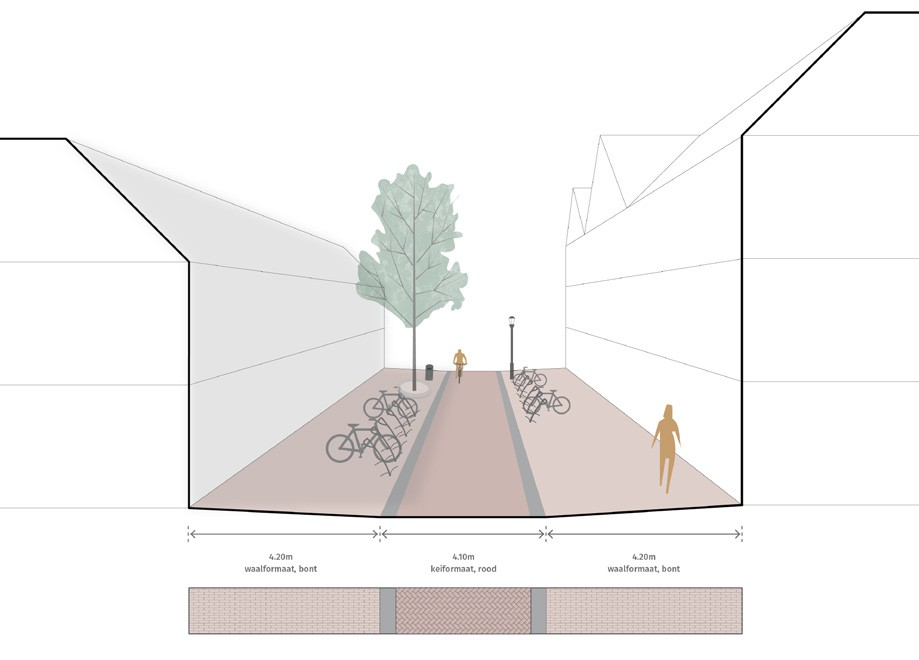 4.20m
waalformaat, bont
4.10m
keiformaat, rood
4.20m
waalformaat, bont